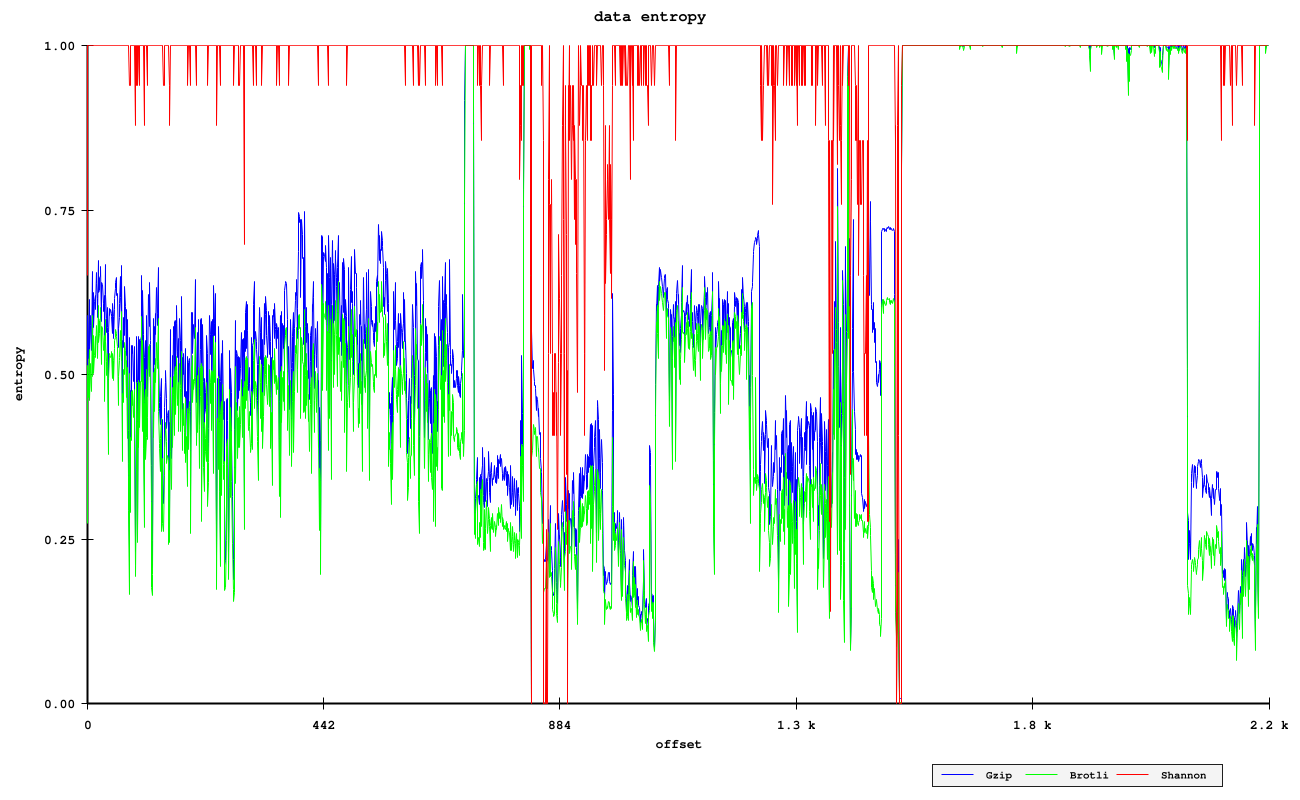 data entropy
1.00
0.75
0.50
0.25
0.00
entropy
0 442 884 1.3 k 1.8 k 2.2 k
offset
Gzip Brotli Shannon